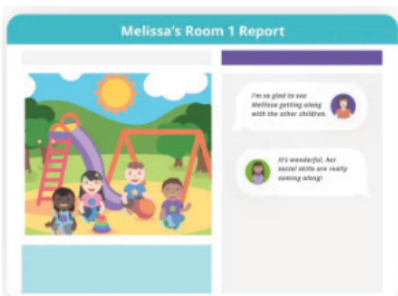 Melissa's Room 1 Report
I'm so glad to see
Melissa getting along
with the other children.
It's wonderful, her
social skills are really
coming along!